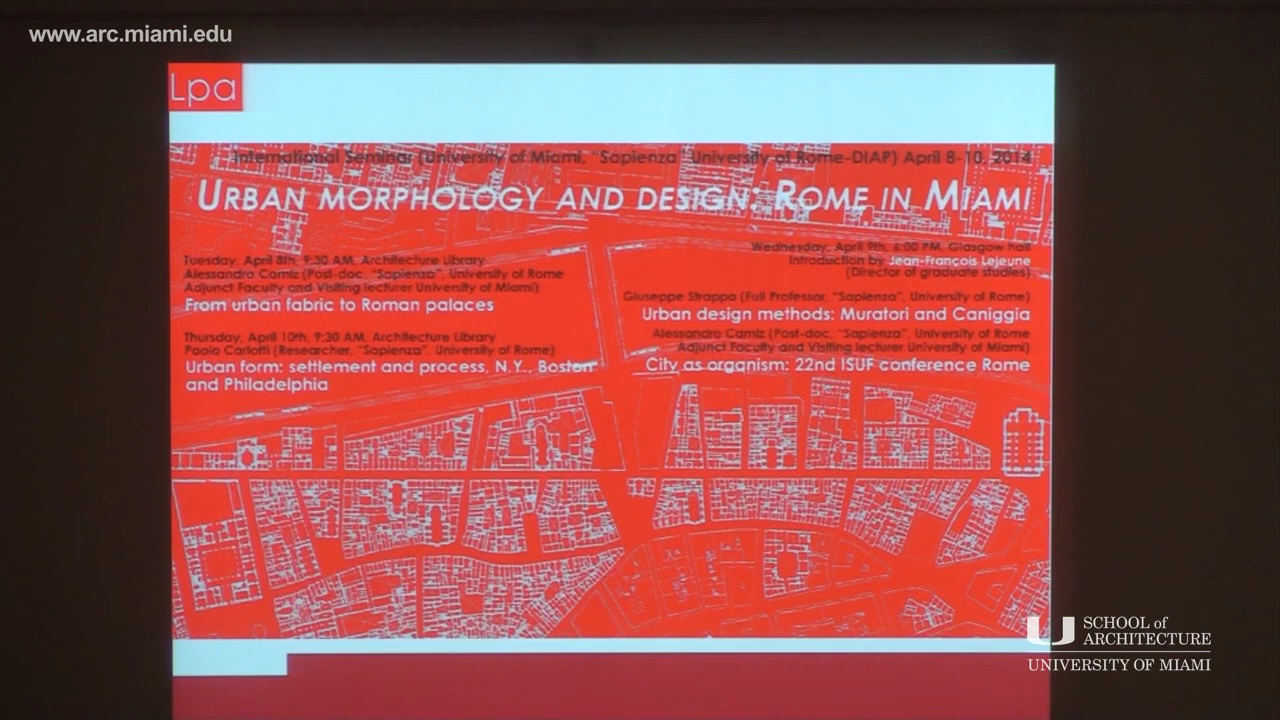 www.arc.miami.edu
Lpa
International Seminar (University of Miami, "Sapienza" University of Rome-DIAP) April 8-10, 2014
URBAN MORPHOLOGY AND DESIGN: ROME IN MIAMI
Tuesday, April 8th, 9:30 AM, Architecture Library
Alessandro Camiz (Post-doc, "Sapienza", University of Rome
Adjunct Faculty and Visiting lecturer University of Miami)
From urban fabric to Roman palaces
Thursday, April 10th, 9:30 AM, Architecture Library
Paolo Carlotti (Researcher, "Sapienza", University of Rome)
Urban form: settlement and process, N.Y., Boston
and Philadelphia
Wednesday, April 9th, 6:00 PM, Glasgow hall
Introduction by Jean-François Lejeune
(Director of graduate studies)
Giuseppe Strappa (Full Professor, "Sapienza", University of Rome)
Urban design methods: Muratori and Caniggia
Alessandro Camiz (Post-doc, "Sapienza", University of Rome
Adjunct Faculty and Visiting lecturer University of Miami)
City as organism: 22nd ISUF conference Rome
SCHOOL of
ARCHITECTURE
UNIVERSITY OF MIAMI